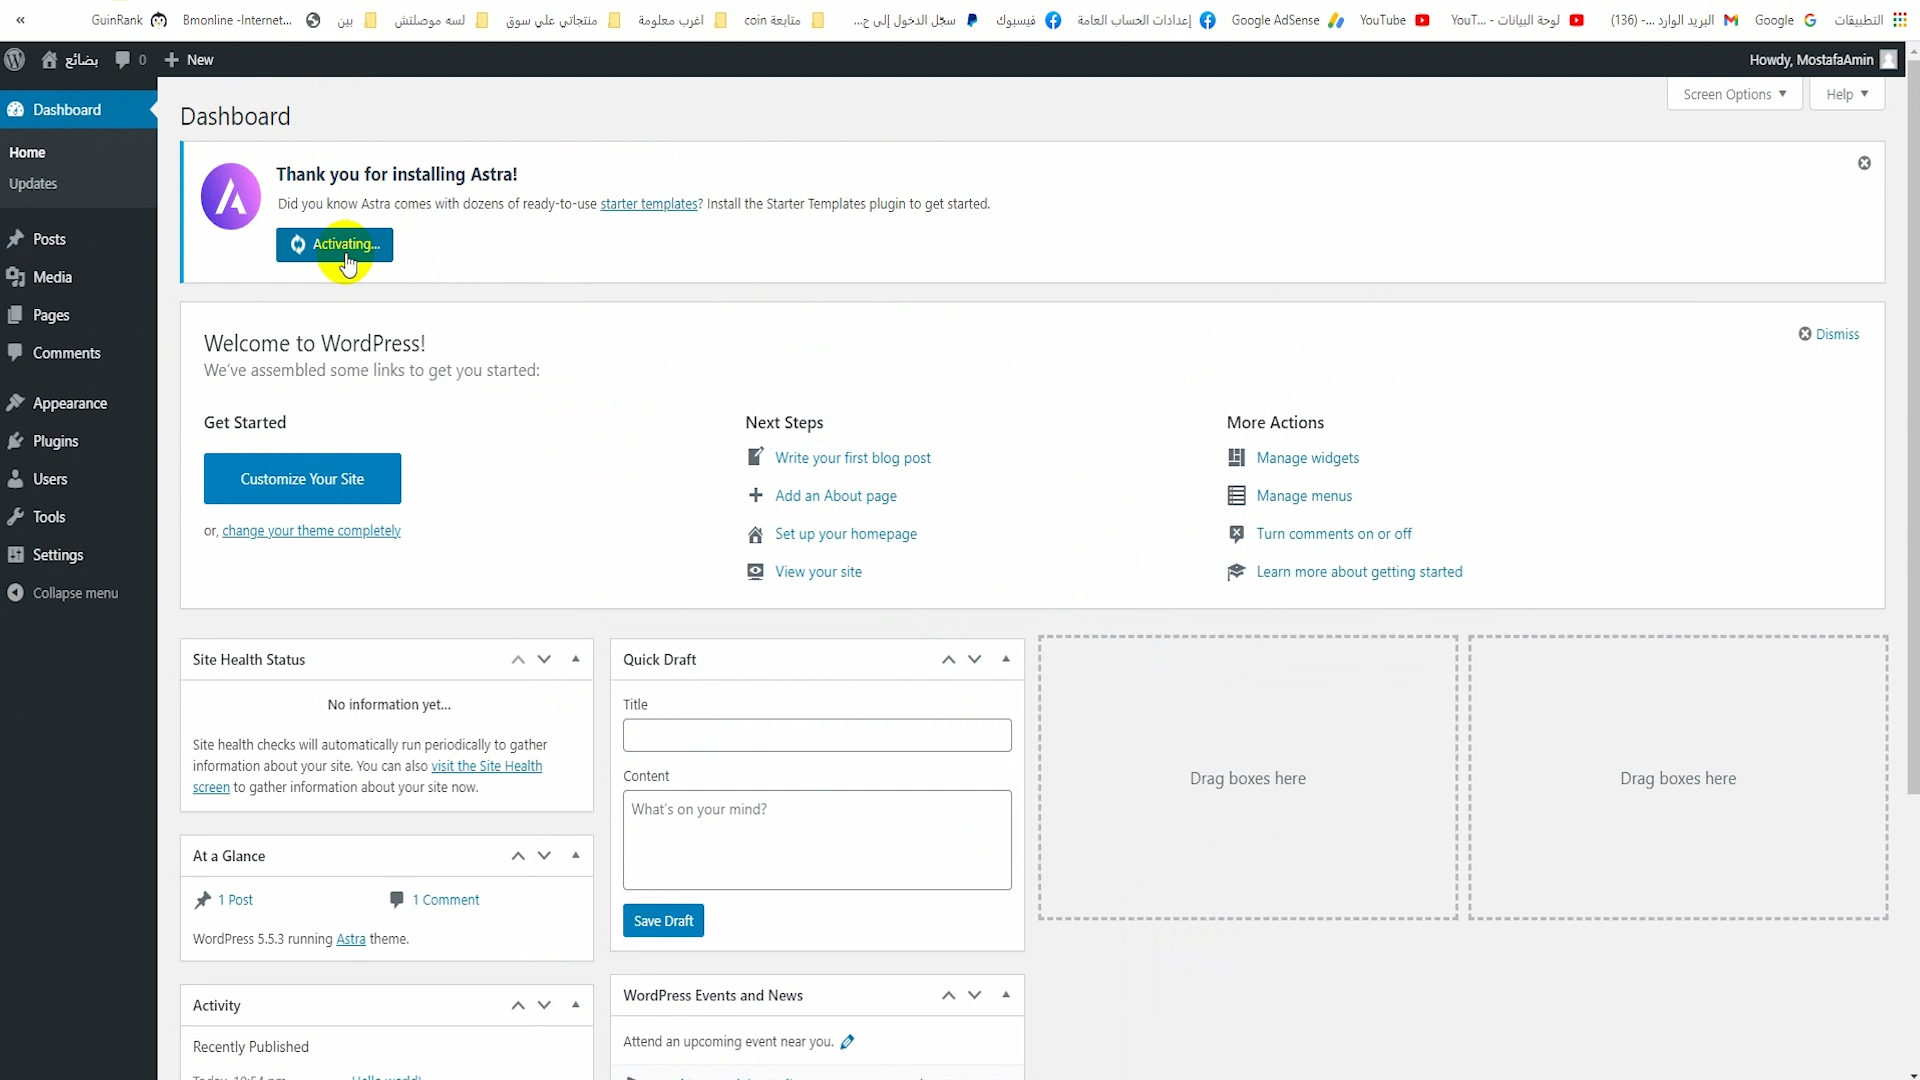 GuinRank
Bmonline -Internet...
بين
لسه موصلتش
منتجاتي علي سوق
اغرب معلومة
متابعة coin
سجّل الدخول إلى ح...
فيسبوك
إعدادات الحساب العامة
Google AdSense
YouTube
لوحة البيانات - YouT...
البريد الوارد ...- (136)
Google
التطبيقات
بضائع
0
New
Howdy, MostafaAmin
Dashboard
Home
Updates
Posts
Media
Pages
Comments
Appearance
Plugins
Users
Tools
Settings
Collapse menu
Dashboard
Screen Options
Help
Thank you for installing Astra!
Did you know Astra comes with dozens of ready-to-use starter templates? Install the Starter Templates plugin to get started.
Activating...
Welcome to WordPress!
We've assembled some links to get you started:
Dismiss
Get Started
Customize Your Site
or, change your theme completely
Next Steps
Write your first blog post
Add an About page
Set up your homepage
View your site
More Actions
Manage widgets
Manage menus
Turn comments on or off
Learn more about getting started
Site Health Status
No information yet...
Site health checks will automatically run periodically to gather
information about your site. You can also visit the Site Health
screen to gather information about your site now.
At a Glance
1 Post
1 Comment
WordPress 5.5.3 running Astra theme.
Activity
Recently Published
Hello world!
Quick Draft
Title
Content
What's on your mind?
Save Draft
WordPress Events and News
Attend an upcoming event near you.
Drag boxes here
Drag boxes here